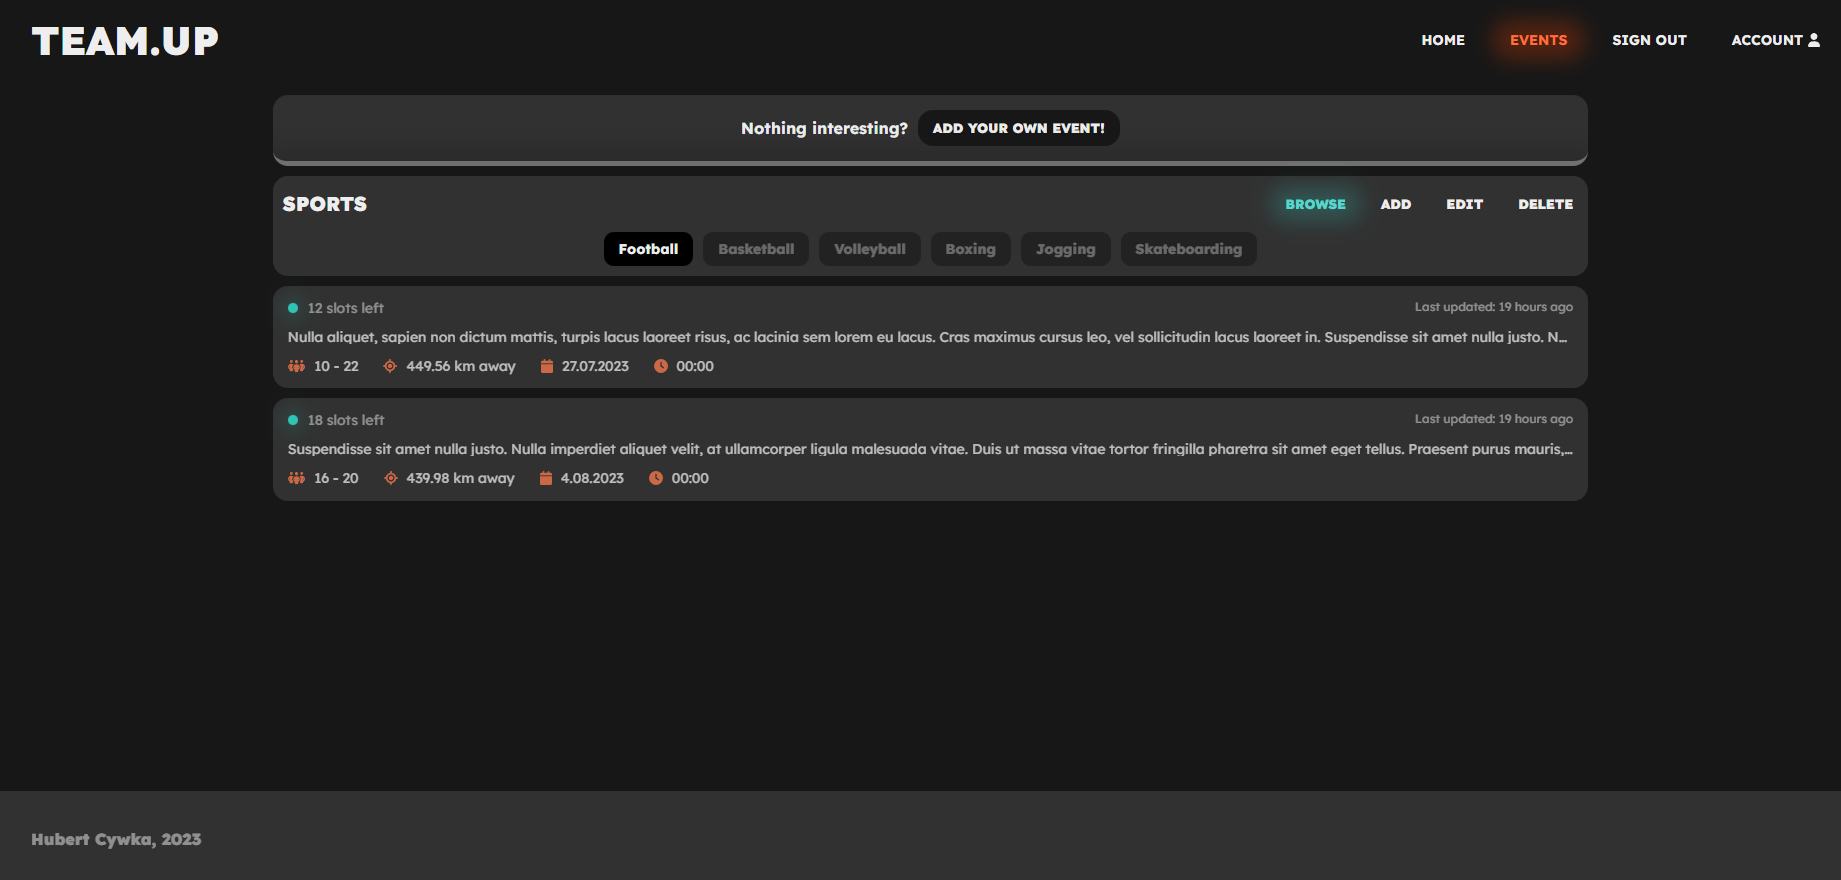 TEAM.UP
HOME EVENTS SIGN OUT ACCOUNT
Nothing interesting? ADD YOUR OWN EVENT!
SPORTS BROWSE ADD EDIT DELETE
Football Basketball Volleyball Boxing Jogging Skateboarding
12 slots left Last updated: 19 hours ago
Nulla aliquet, sapien non dictum mattis, turpis lacus laoreet risus, ac lacinia sem lorem eu lacus. Cras maximus cursus leo, vel sollicitudin lacus laoreet in. Suspendisse sit amet nulla justo. N...
10 - 22 449.56 km away 27.07.2023 00:00
18 slots left Last updated: 19 hours ago
Suspendisse sit amet nulla justo. Nulla imperdiet aliquet velit, at ullamcorper ligula malesuada vitae. Duis ut massa vitae tortor fringilla pharetra sit amet eget tellus. Praesent purus mauris,...
16 - 20 439.98 km away 4.08.2023 00:00
Hubert Cywka, 2023